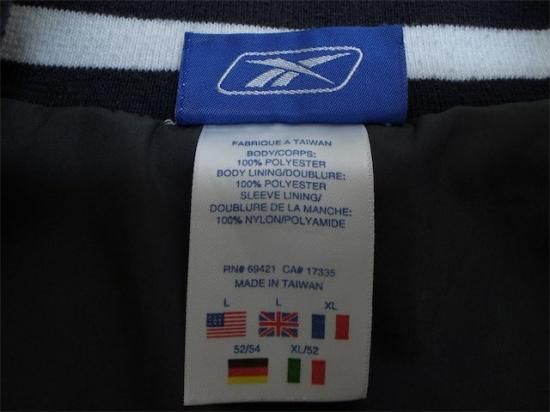 FABRIQUE A TAIWAN
BODY/CORPS:
100% POLYESTER
BODY LINING/DOUBLURE:
100% POLYESTER
SLEEVE LINING/
DOUBLURE DE LA MANCHE:
100% NYLON/POLYAMIDE
RN# 69421 CA# 17335
MADE IN TAIWAN
L L XL
52/54 XL/52